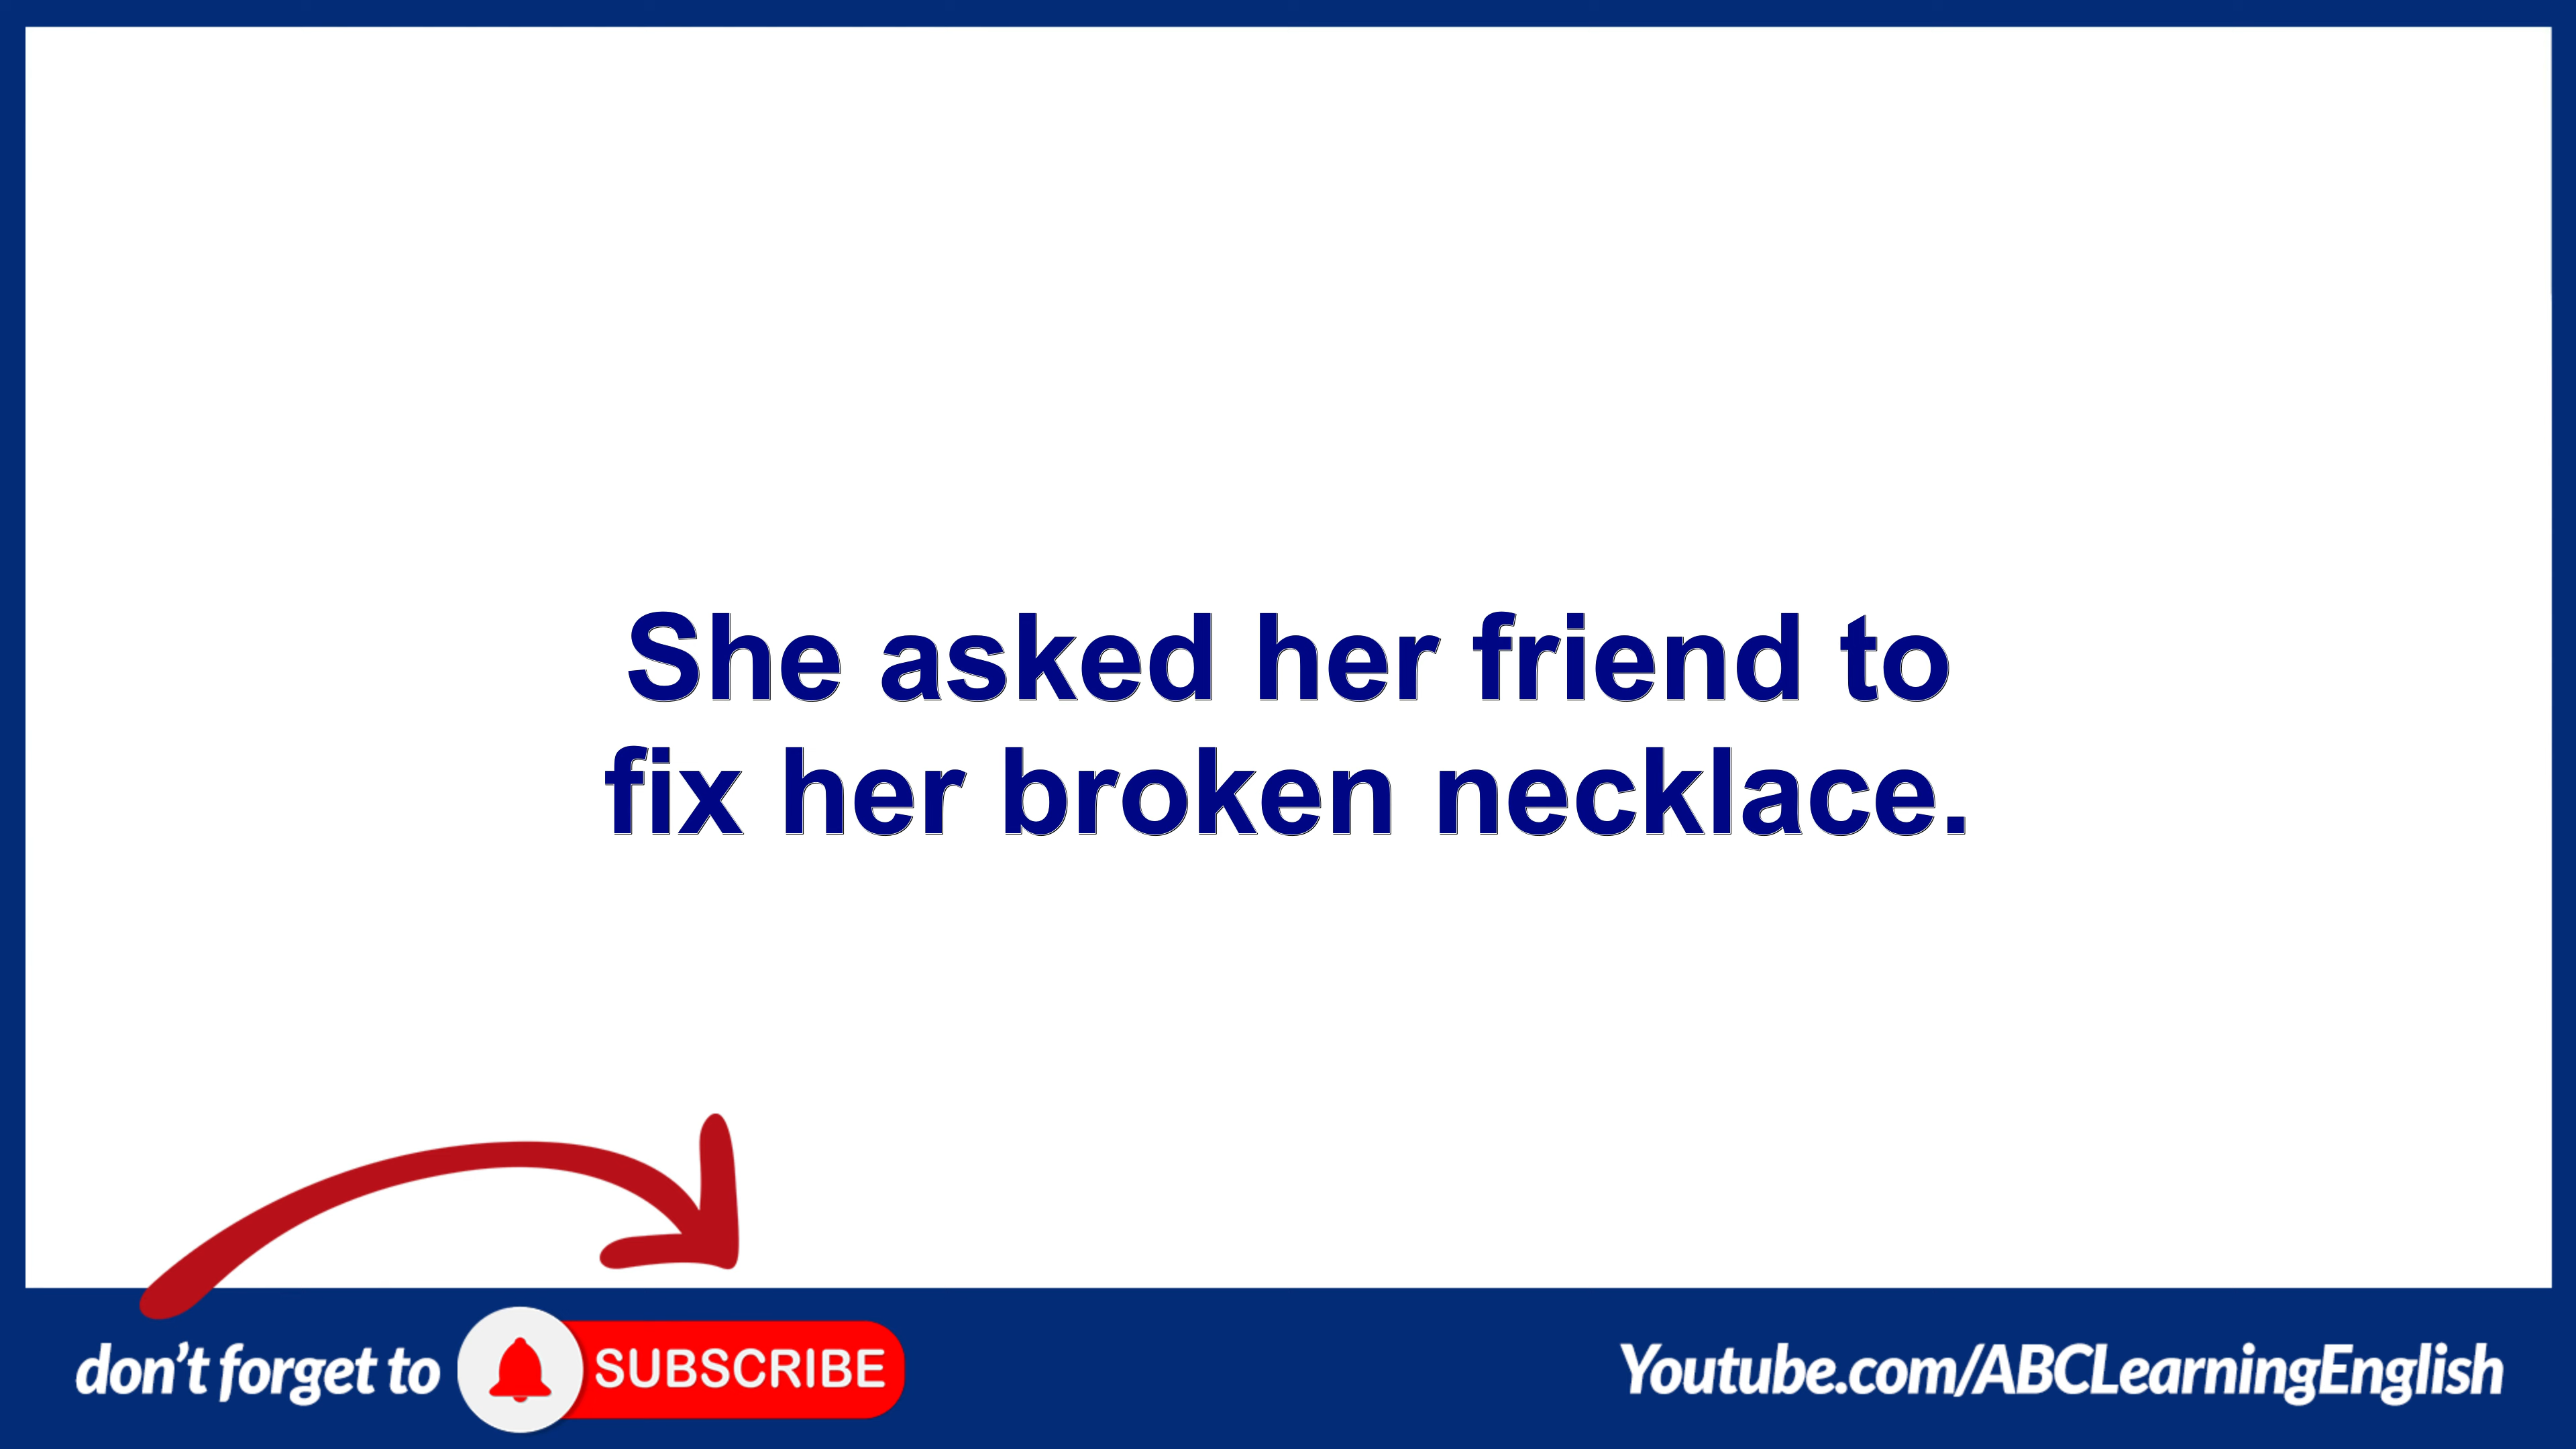 She asked her friend to
fix her broken necklace.
don't forget to SUBSCRIBE
Youtube.com/ABCLearningEnglish